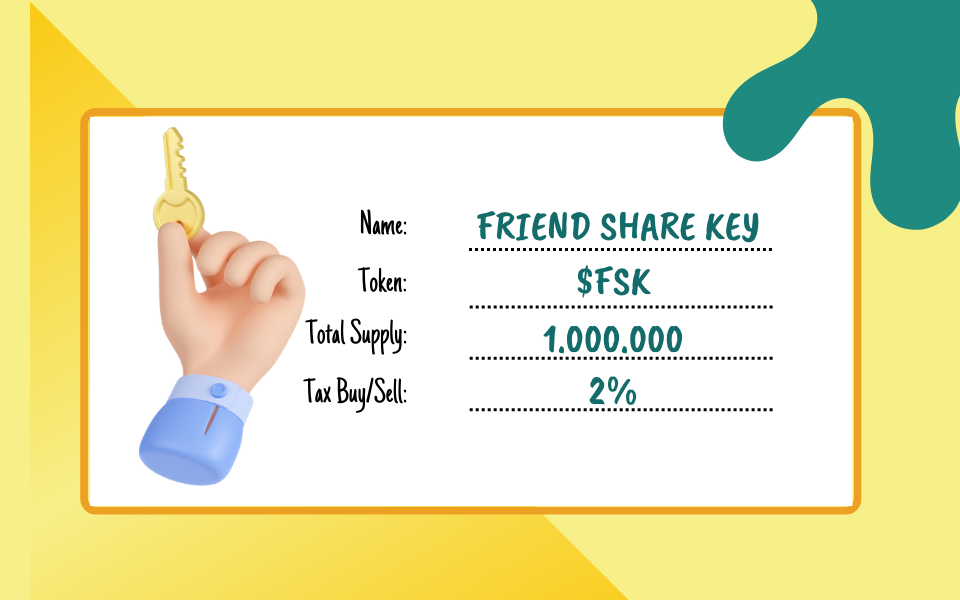 Name: FRIEND SHARE KEY
Token: $FSK
Total Supply: 1.000.000
Tax Buy/Sell: 2%